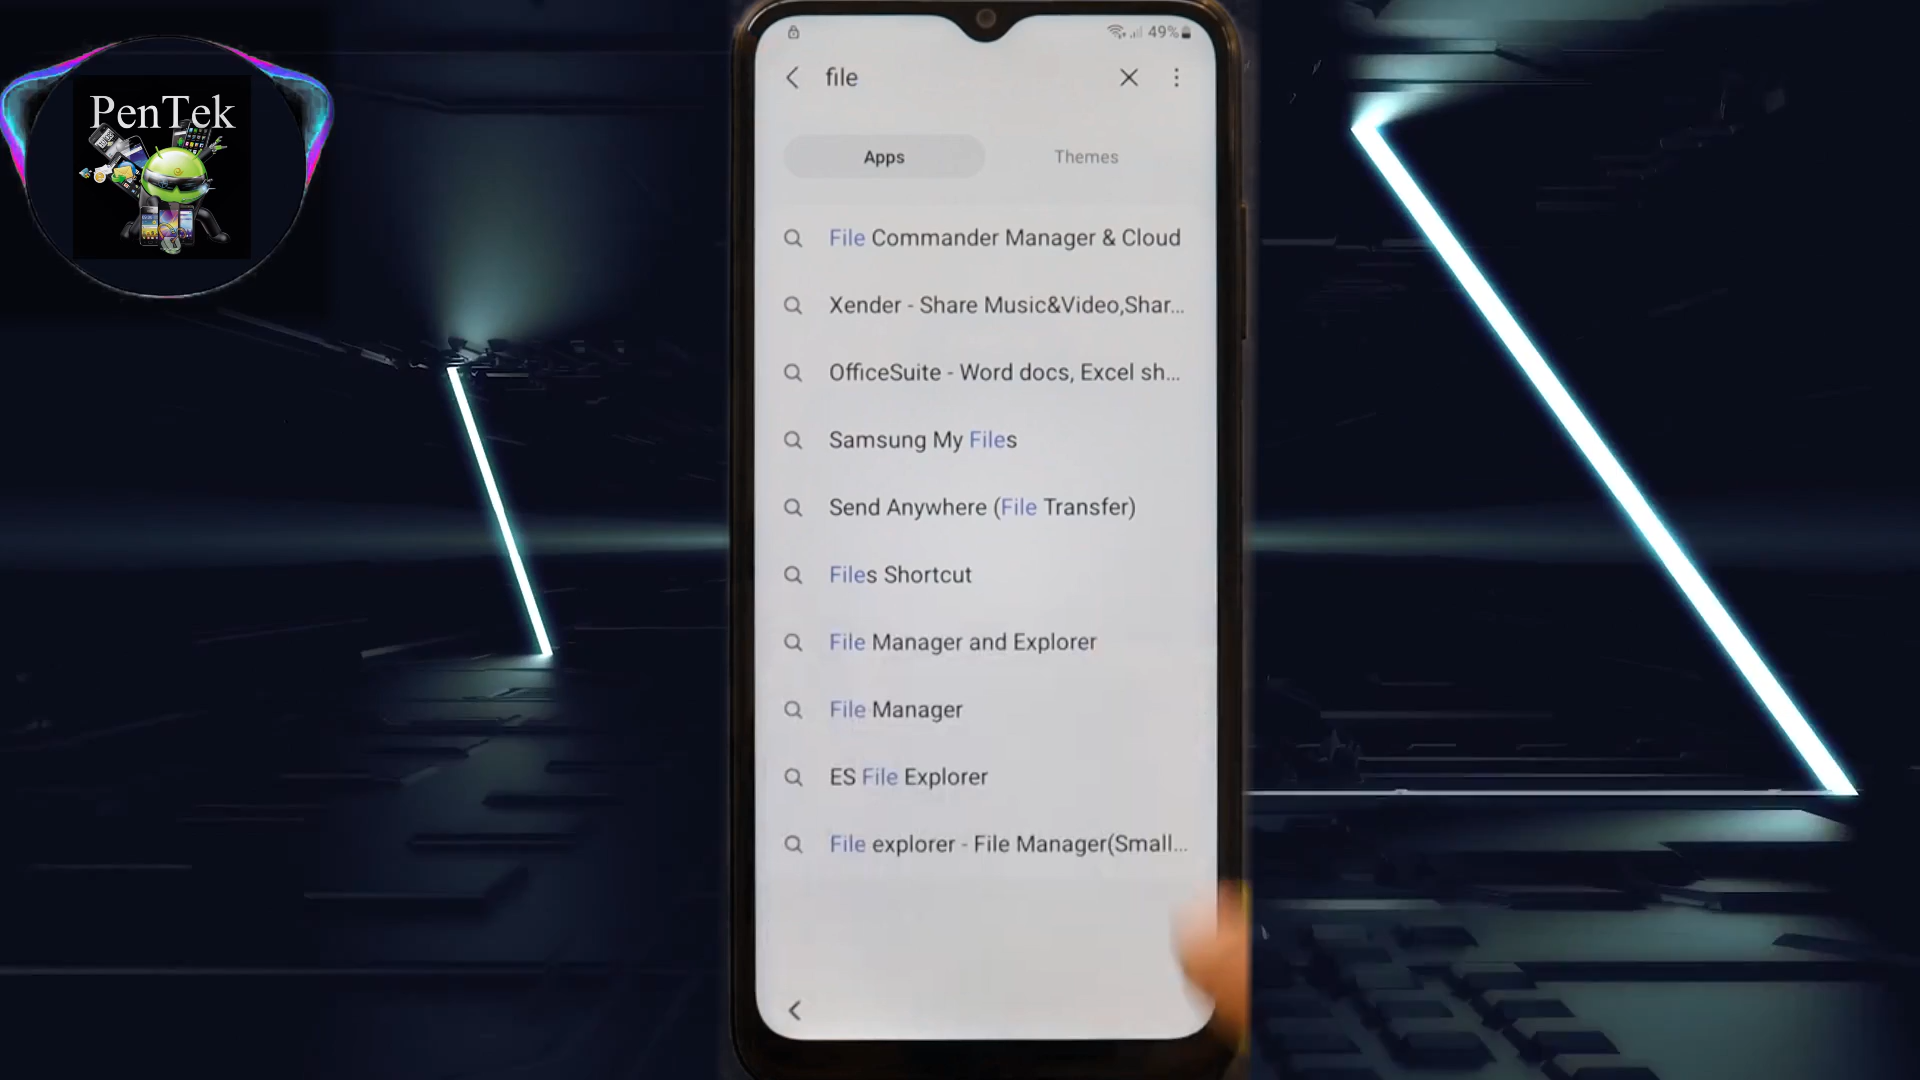 PenTek
49%
file
Apps
Themes
File Commander Manager & Cloud
Xender - Share Music&Video,Shar...
OfficeSuite - Word docs, Excel sh...
Samsung My Files
Send Anywhere (File Transfer)
Files Shortcut
File Manager and Explorer
File Manager
ES File Explorer
File explorer - File Manager(Small...